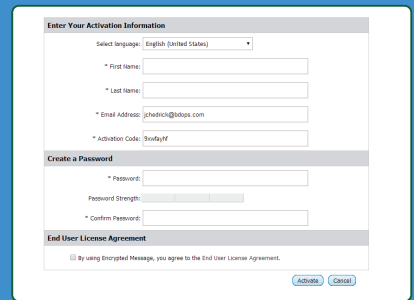 Enter Your Activation Information
Select language: English (United States)
* First Name:
* Last Name:
* Email Address: jchedrick@bdops.com
* Activation Code: 9xwfayhf
Create a Password
* Password:
Password Strength:
* Confirm Password:
End User License Agreement
By using Encrypted Message, you agree to the End User License Agreement.
Activate Cancel